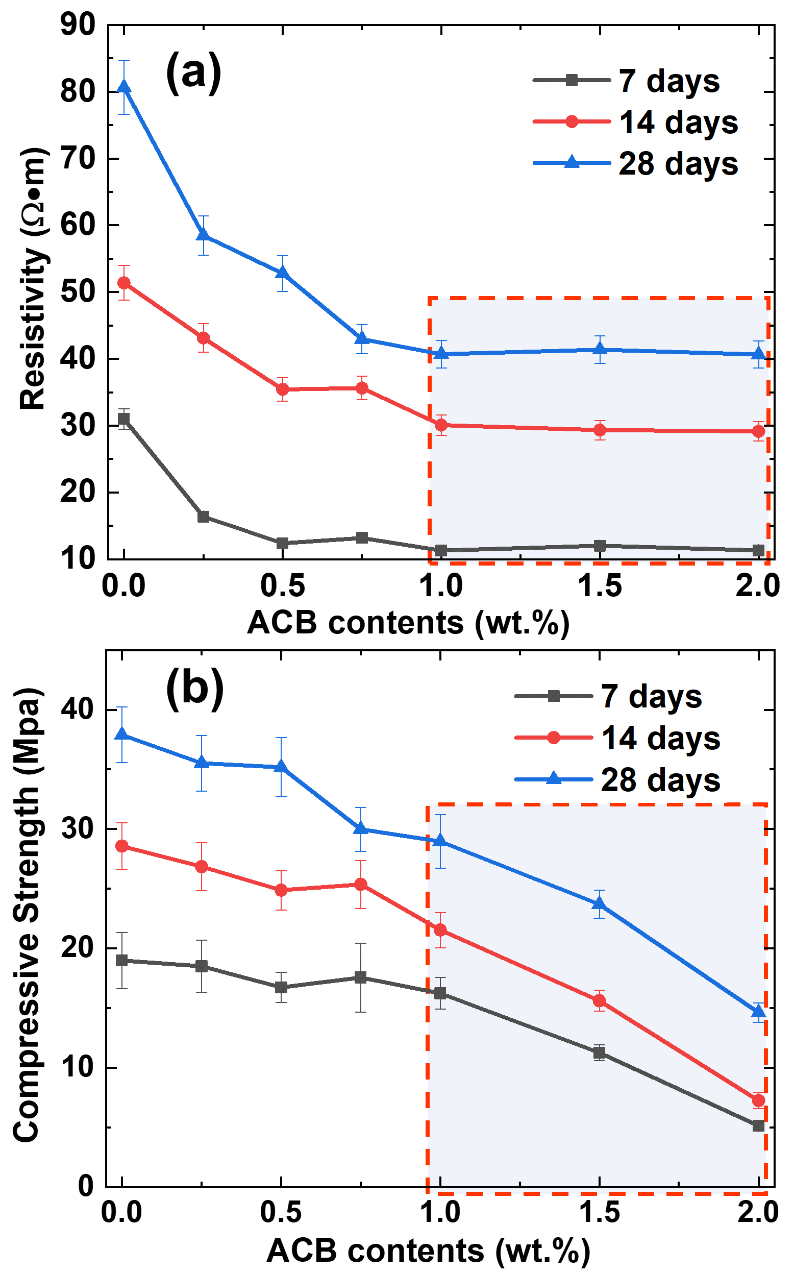 (a)
7 days
14 days
28 days
Resistivity (Ω•m)
90
80
70
60
50
40
30
20
10
0.0 0.5 1.0 1.5 2.0
ACB contents (wt.%)
(b)
7 days
14 days
28 days
Compressive Strength (Mpa)
40
30
20
10
0
0.0 0.5 1.0 1.5 2.0
ACB contents (wt.%)